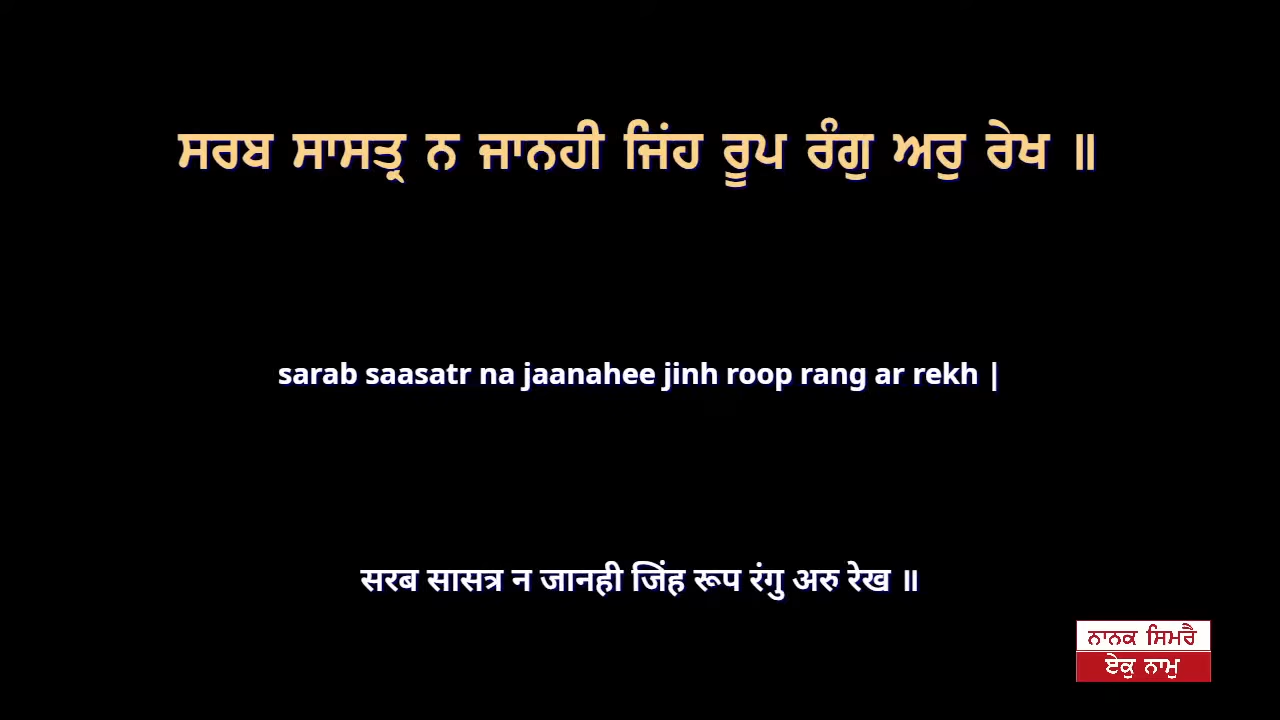 ਸਰਬ ਸਾਸਤ੍ਰ ਨ ਜਾਨਹੀ ਜਿੰਹ ਰੂਪ ਰੰਗੁ ਅਰੁ ਰੇਖ ॥
sarab saasatr na jaanahee jinh roop rang ar rekh |
सरब सासत्र न जानही जिंह रूप रंगु अरु रेख ॥
ਨਾਨਕ ਸਿਮਰੈ
ਏਕੁ ਨਾਮੁ